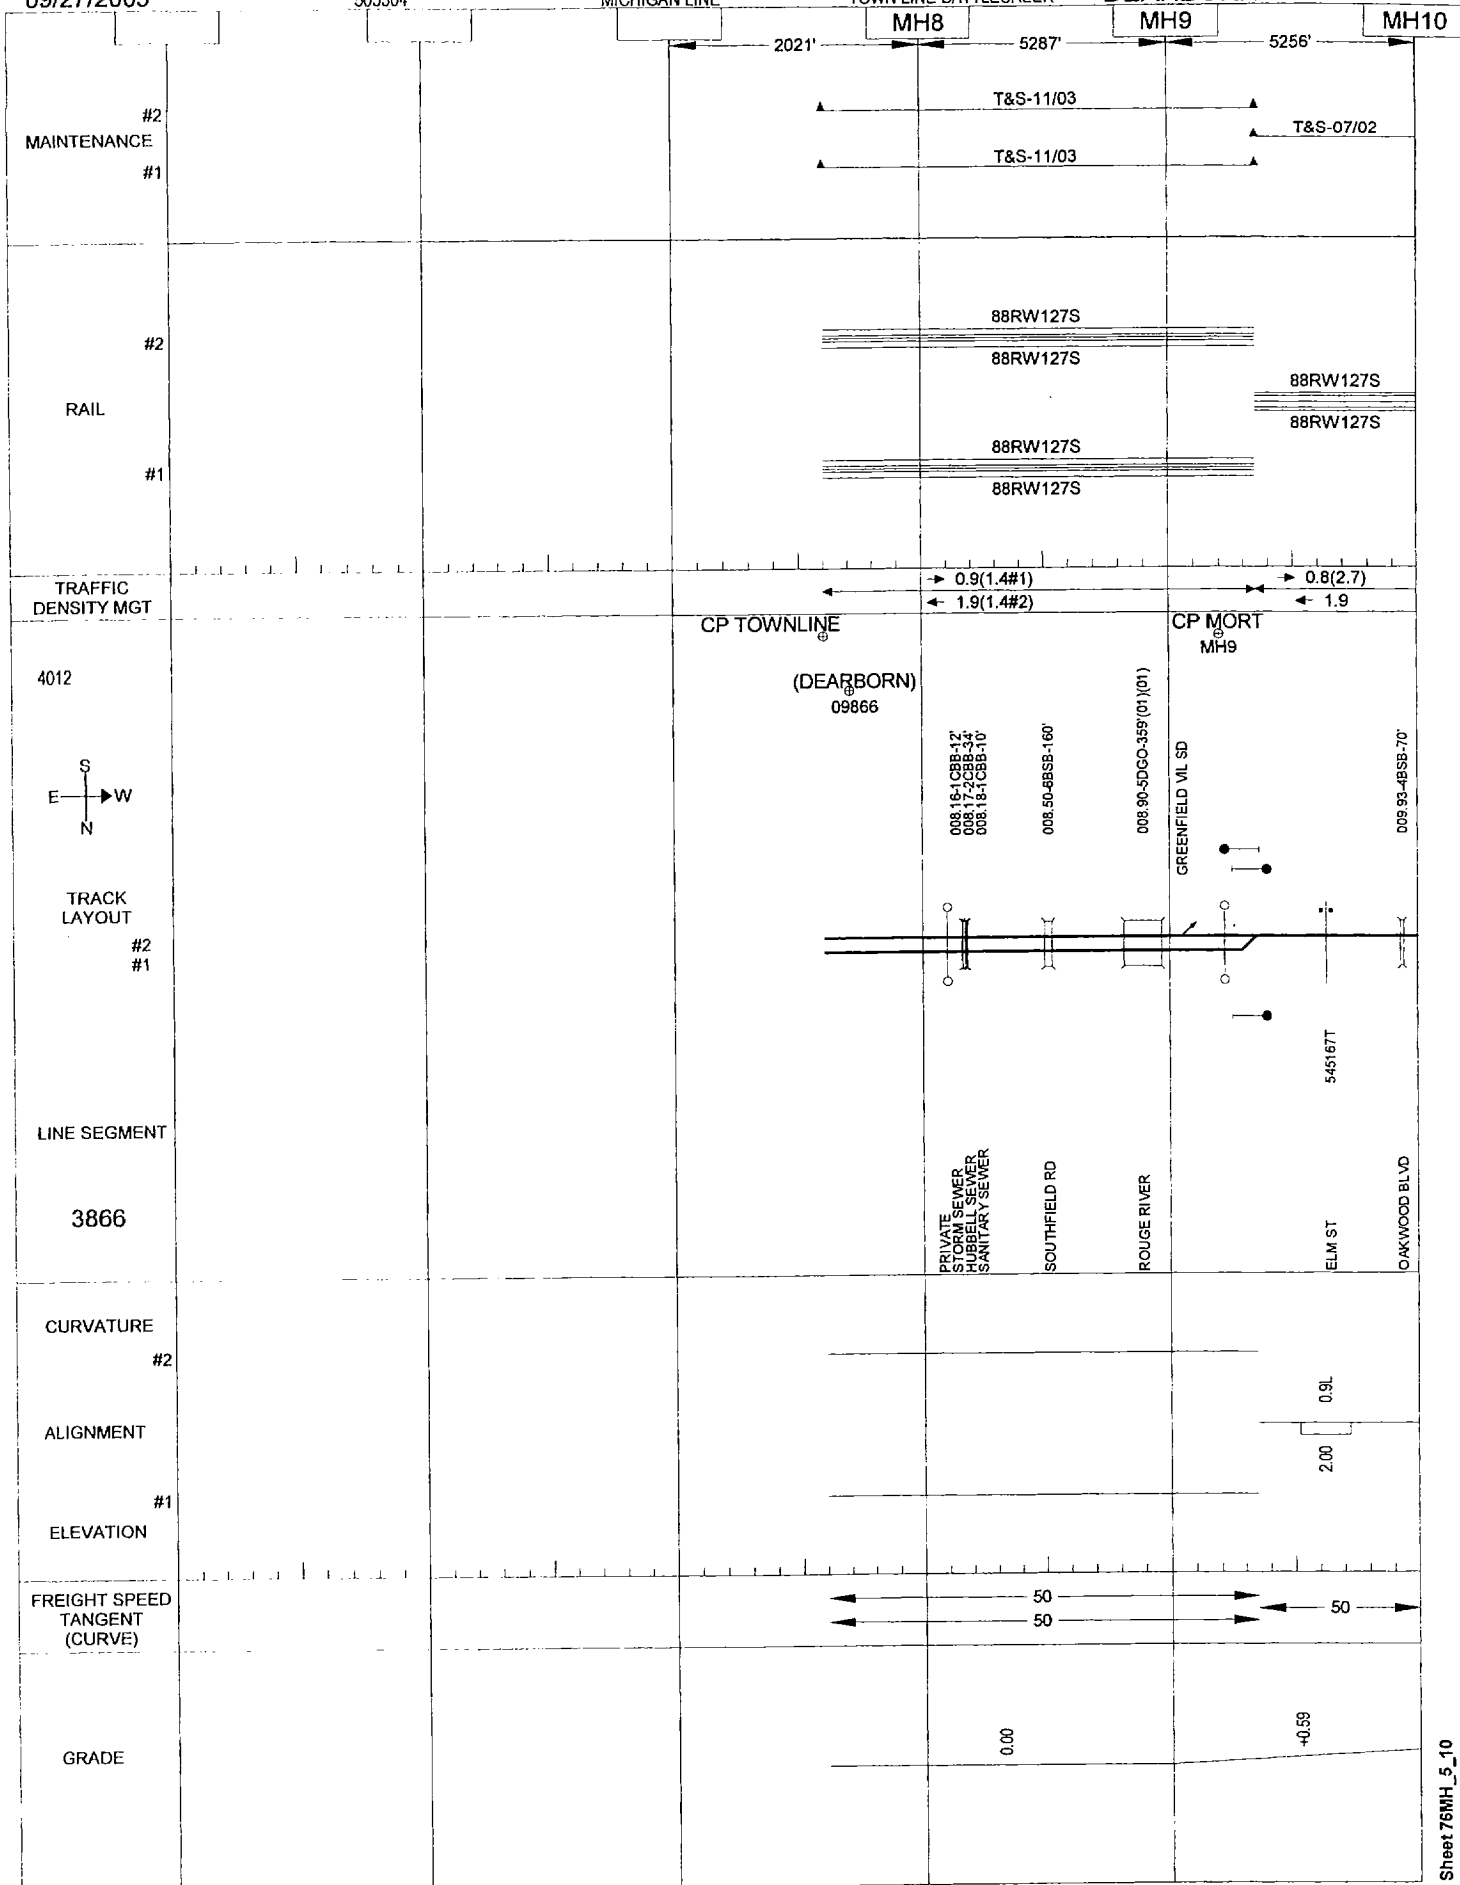 MH8 MH9 MH10
2021' 5287' 5256'
#2
MAINTENANCE
#1
T&S-11/03
T&S-07/02
T&S-11/03
#2
RAIL
#1
88RW127S
88RW127S
88RW127S
88RW127S
88RW127S
88RW127S
TRAFFIC
DENSITY MGT
0.9(1.4#1)
1.9(1.4#2)
0.8(2.7)
1.9
CP TOWNLINE
CP MORT
MH9
4012
(DEARBORN)
09866
S
E W
N
008.16-1CBB-12'
008.17-2CBB-34'
008.18-1CBB-10'
008.50-6BSB-160'
008.90-5DGO-359'(01)(01)
GREENFIELD VIL SD
009.93-4BSB-70'
TRACK
LAYOUT
#2
#1
545167T
LINE SEGMENT
3866
PRIVATE
STORM SEWER
HUBBELL SEWER
SANITARY SEWER
SOUTHFIELD RD
ROUGE RIVER
ELM ST
OAKWOOD BLVD
CURVATURE
#2
ALIGNMENT
#1
ELEVATION
0.9L
2.00
FREIGHT SPEED
TANGENT
(CURVE)
50
50
50
GRADE
0.00
+0.59
Sheet 76MH_5_10